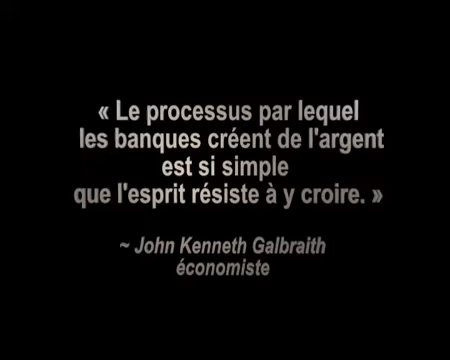 « Le processus par lequel
les banques créent de l'argent
est si simple
que l'esprit résiste à y croire. »
~ John Kenneth Galbraith
économiste